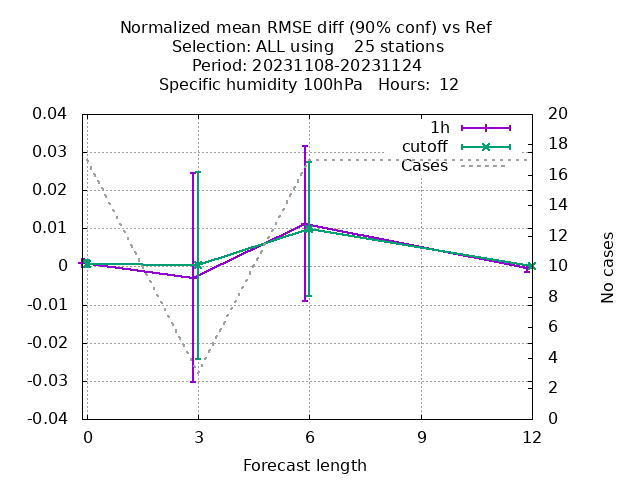 Normalized mean RMSE diff (90% conf) vs Ref
Selection: ALL using    25 stations
Period: 20231108-20231124
Specific humidity 100hPa   Hours:  12
0.04
0.03
0.02
0.01
0
-0.01
-0.02
-0.03
-0.04
1h
cutoff
Cases
20
18
16
14
12
10
8
6
4
2
0
No cases
0 3 6 9 12
Forecast length